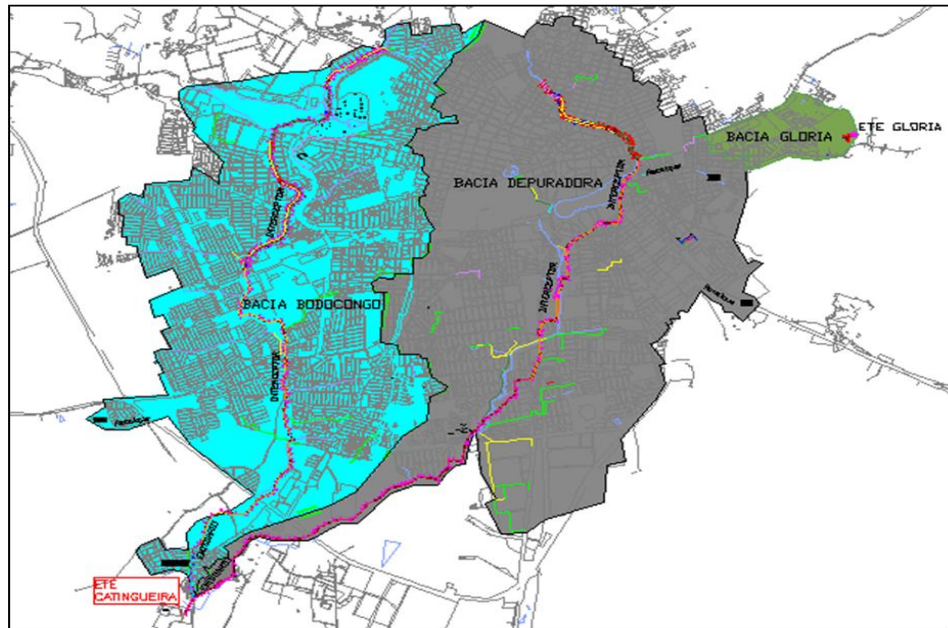 BACIA GLORIA
ETE GLORIA
BACIA DEPURADORA
INTERCEPTOR
INTERCEPTOR
INTERCEPTOR
BACIA BODOCONGO
INTERCEPTOR
ETE
CATINGUEIRA